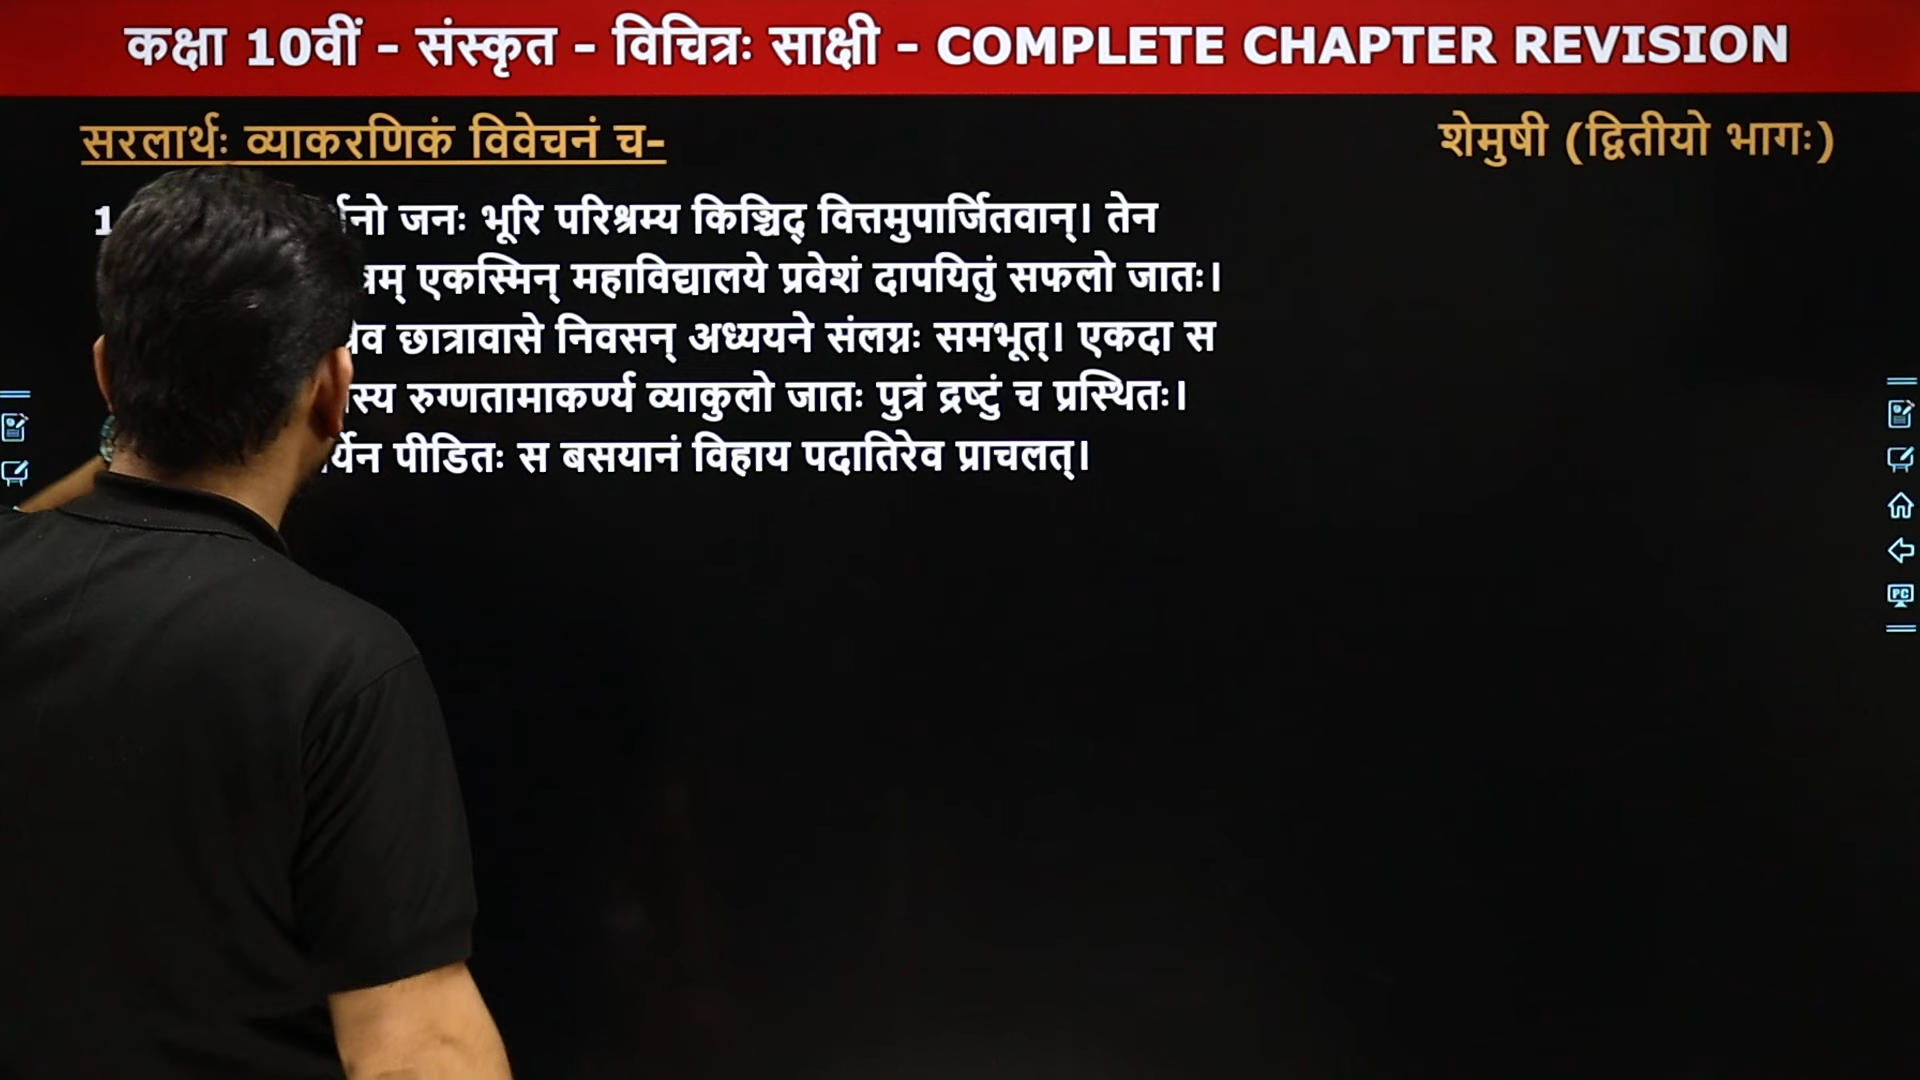 कक्षा 10वीं - संस्कृत - विचित्रः साक्षी - COMPLETE CHAPTER REVISION
सरलार्थः व्याकरणिकं विवेचनं च-
शेमुषी (द्वितीयो भागः)
1 जनः भूरि परिश्रम्य किञ्चिद् वित्तमुपार्जितवान्। तेन
एकस्मिन् महाविद्यालये प्रवेशं दापयितुं सफलो जातः।
छात्रावासे निवसन् अध्ययने संलग्नः समभूत्। एकदा स
रुग्णतामाकर्ण्य व्याकुलो जातः पुत्रं द्रष्टुं च प्रस्थितः।
पीडितः स बसयानं विहाय पदातिरेव प्राचलत्।
PC